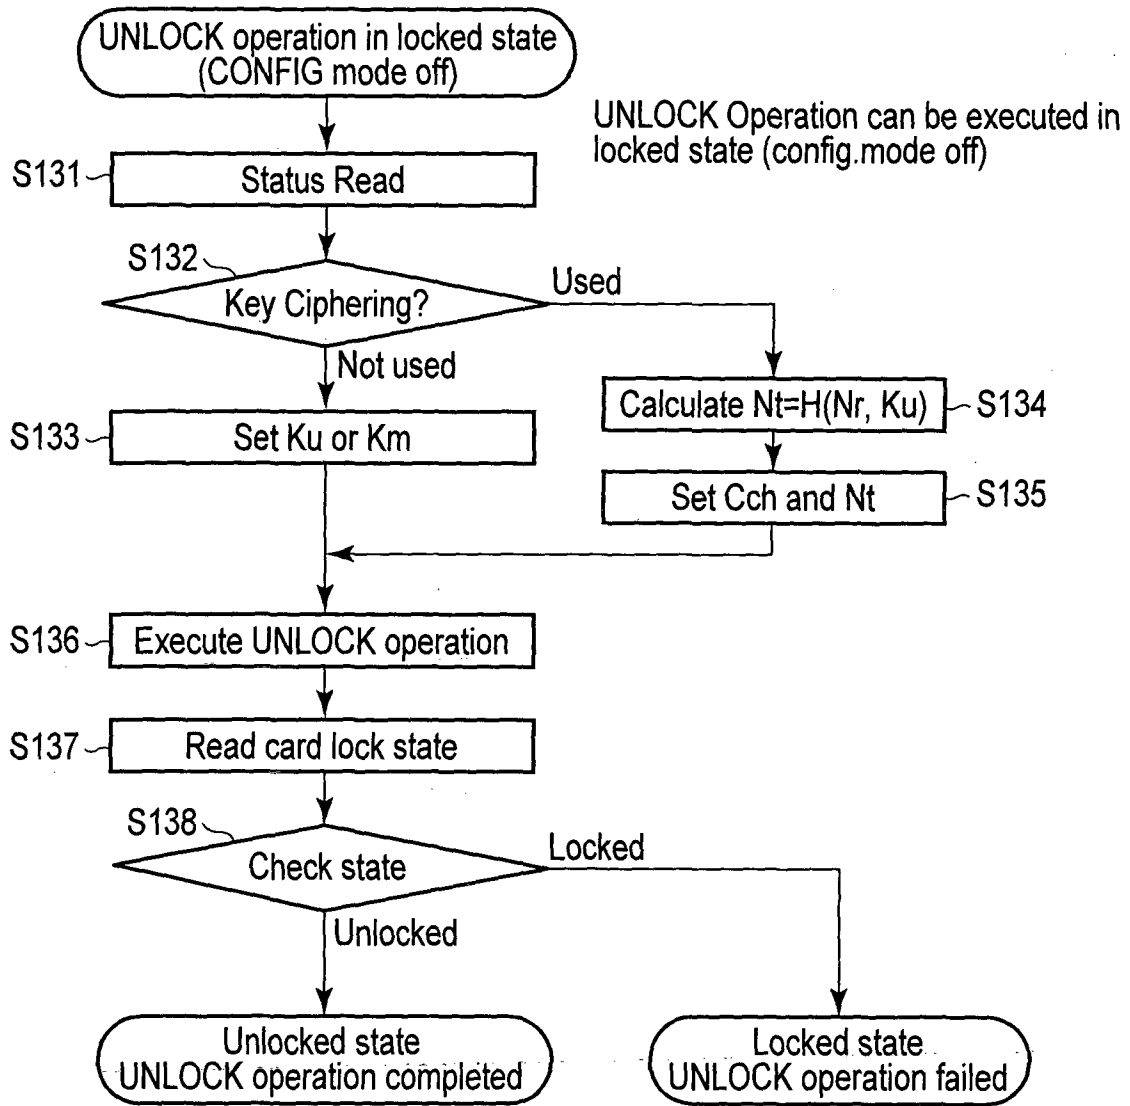 UNLOCK operation in locked state
(CONFIG mode off)
UNLOCK Operation can be executed in
locked state (config.mode off)
S131
Status Read
S132
Key Ciphering?
Used
Not used
Calculate Nt=H(Nr, Ku)
S134
S133
Set Ku or Km
Set Cch and Nt
S135
S136
Execute UNLOCK operation
S137
Read card lock state
S138
Check state
Locked
Unlocked
Unlocked state
UNLOCK operation completed
Locked state
UNLOCK operation failed